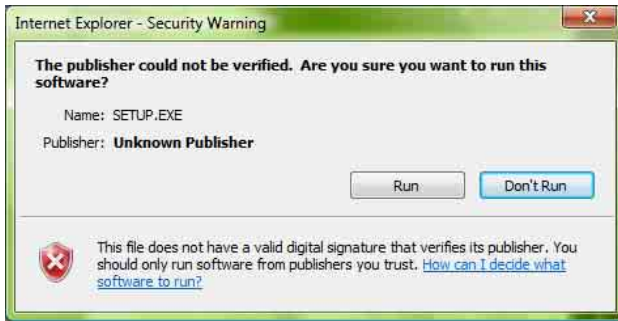 Internet Explorer - Security Warning
The publisher could not be verified.  Are you sure you want to run this
software?
Name: SETUP.EXE
Publisher: Unknown Publisher
Run Don't Run
This file does not have a valid digital signature that verifies its publisher. You
should only run software from publishers you trust. How can I decide what
software to run?